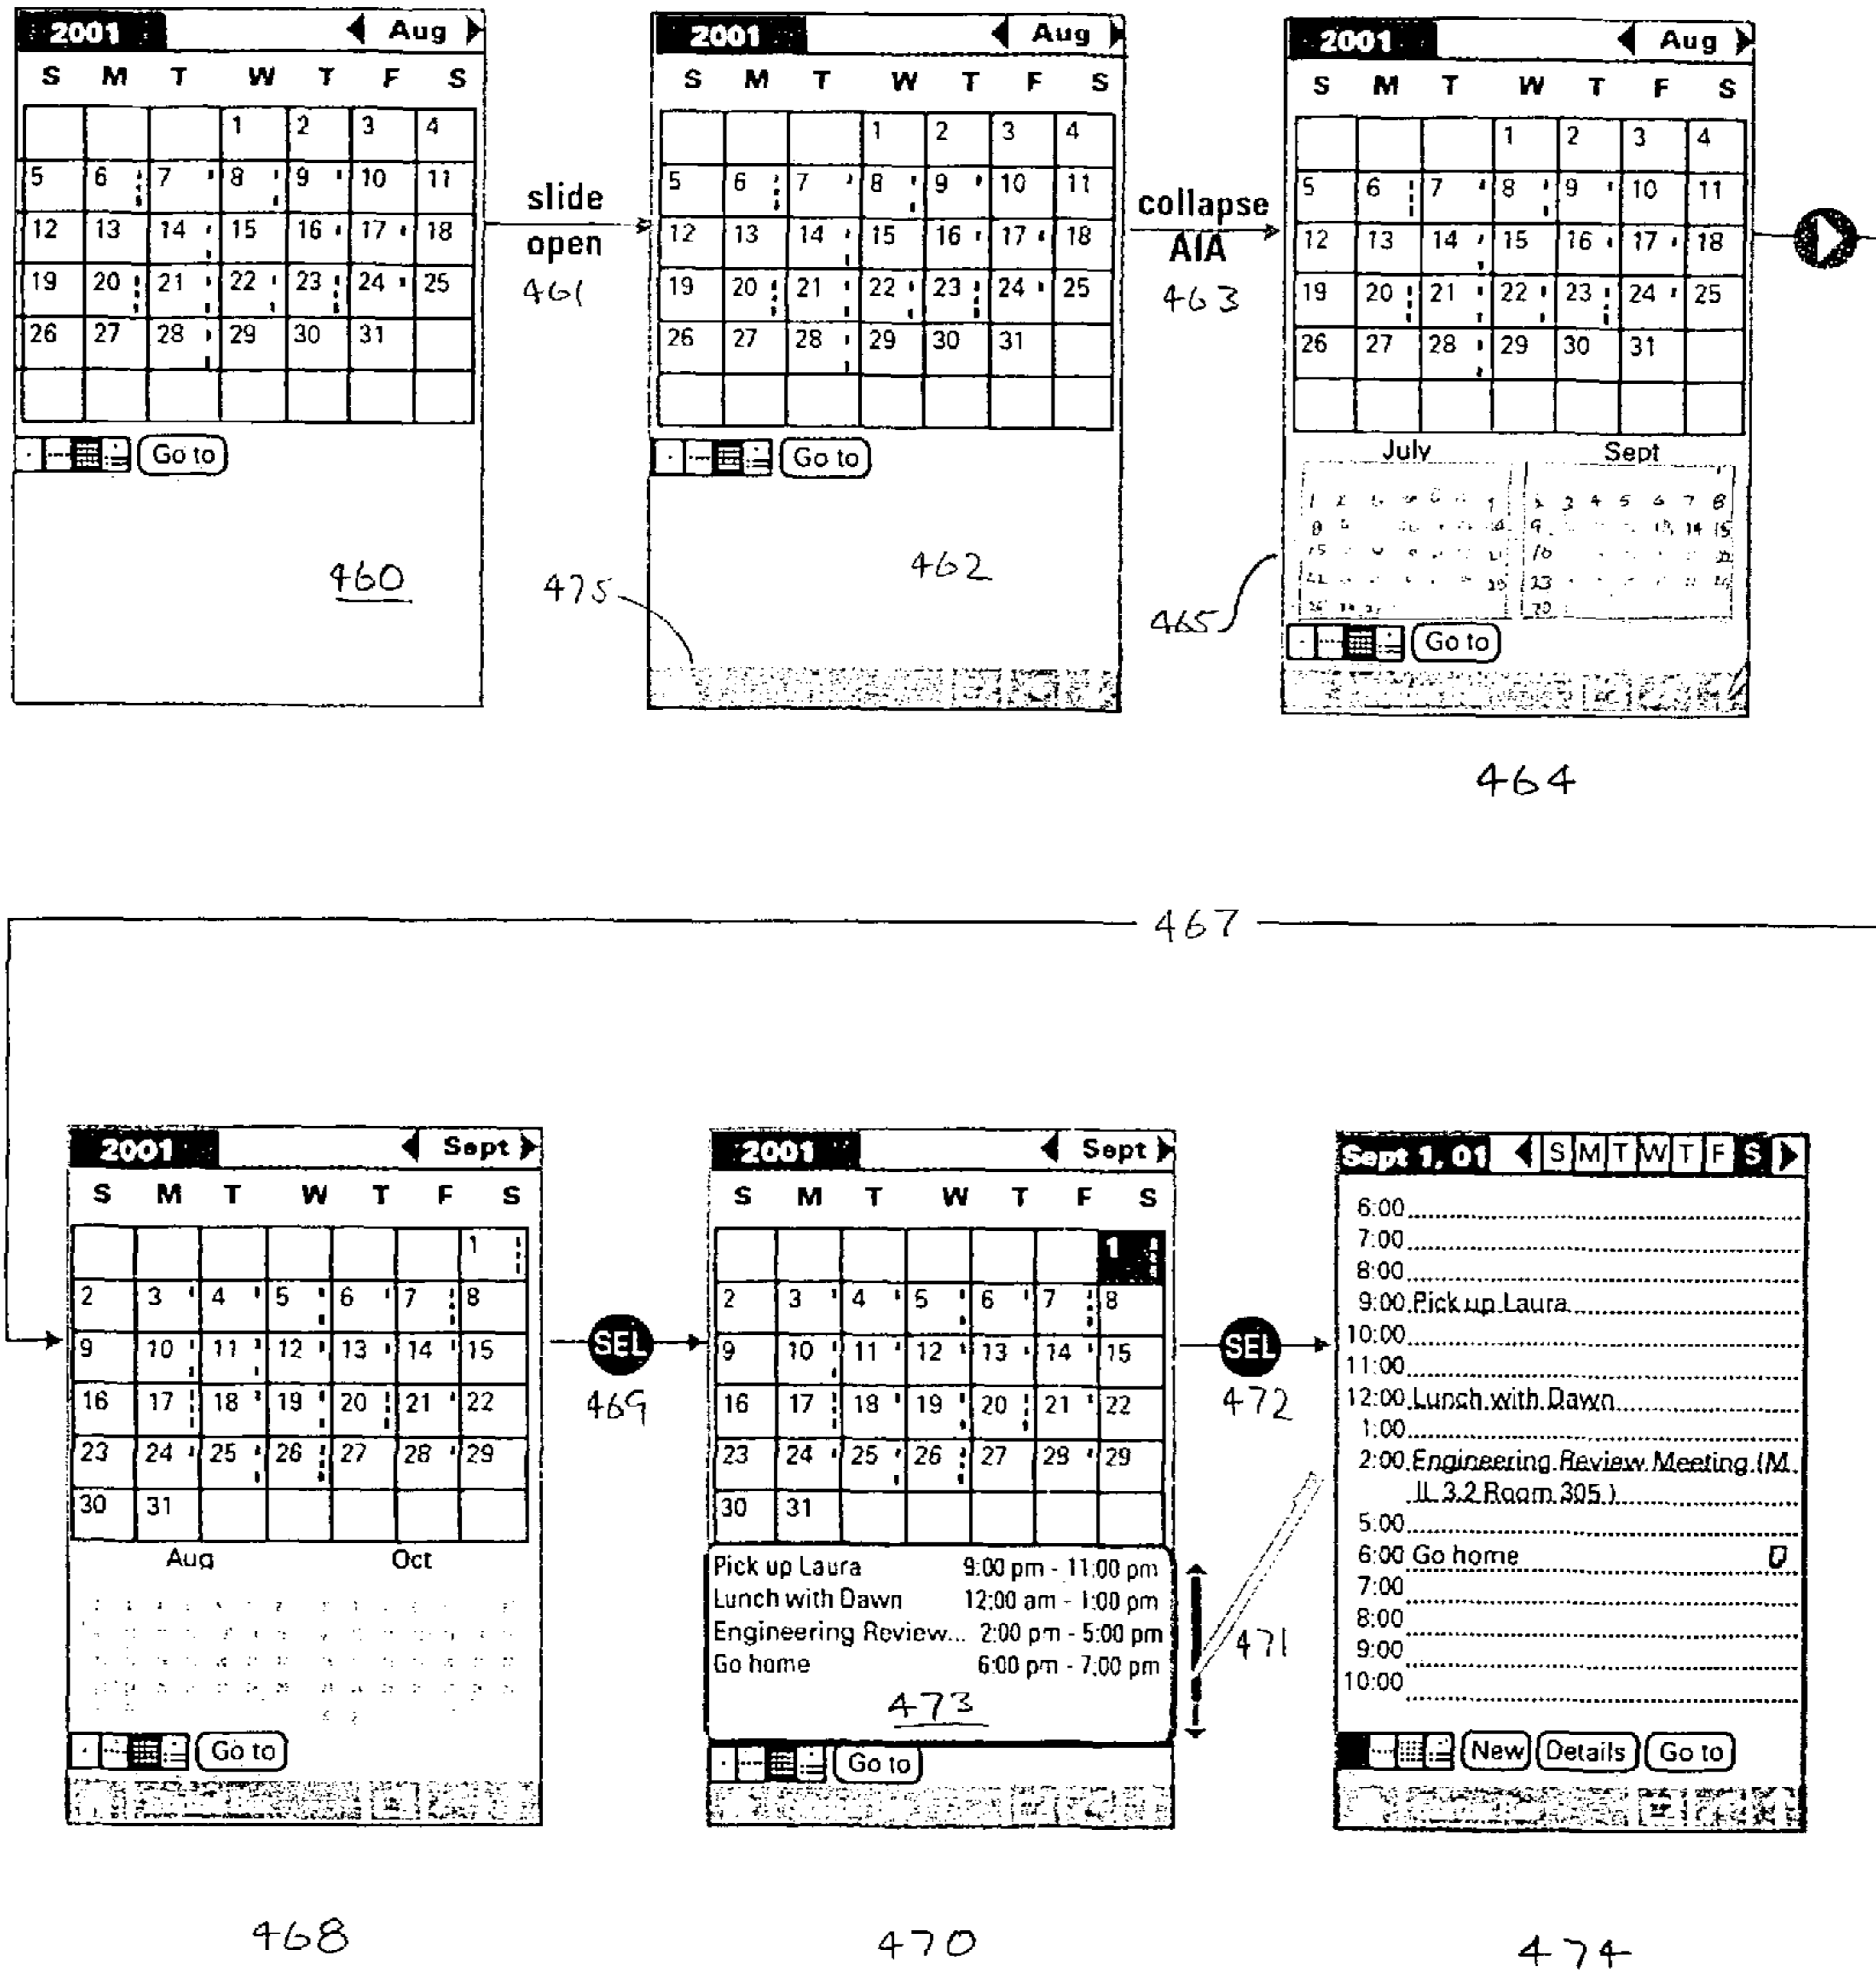 2001 Aug
S M T W T F S
1 2 3 4
5 6 7 8 9 10 11
12 13 14 15 16 17 18
19 20 21 22 23 24 25
26 27 28 29 30 31
Go to
460
slide
open
461
2001 Aug
S M T W T F S
1 2 3 4
5 6 7 8 9 10 11
12 13 14 15 16 17 18
19 20 21 22 23 24 25
26 27 28 29 30 31
Go to
462
475
collapse
AIA
463
2001 Aug
S M T W T F S
1 2 3 4
5 6 7 8 9 10 11
12 13 14 15 16 17 18
19 20 21 22 23 24 25
26 27 28 29 30 31
July Sept
465
Go to
464
467
2001 Sept
S M T W T F S
1
2 3 4 5 6 7 8
9 10 11 12 13 14 15
16 17 18 19 20 21 22
23 24 25 26 27 28 29
30 31
Aug Oct
Go to
468
SEL
469
2001 Sept
S M T W T F S
1
2 3 4 5 6 7 8
9 10 11 12 13 14 15
16 17 18 19 20 21 22
23 24 25 26 27 28 29
30 31
Pick up Laura 9:00 pm - 11:00 pm
Lunch with Dawn 12:00 am - 1:00 pm
Engineering Review... 2:00 pm - 5:00 pm
Go home 6:00 pm - 7:00 pm
473
471
Go to
470
SEL
472
Sept 1, 01 S M T W T F S
6:00
7:00
8:00
9:00 Pick up Laura
10:00
11:00
12:00 Lunch with Dawn
1:00
2:00 Engineering Review Meeting (M
3.2 Room 305 )
5:00
6:00 Go home
7:00
8:00
9:00
10:00
New Details Go to
474